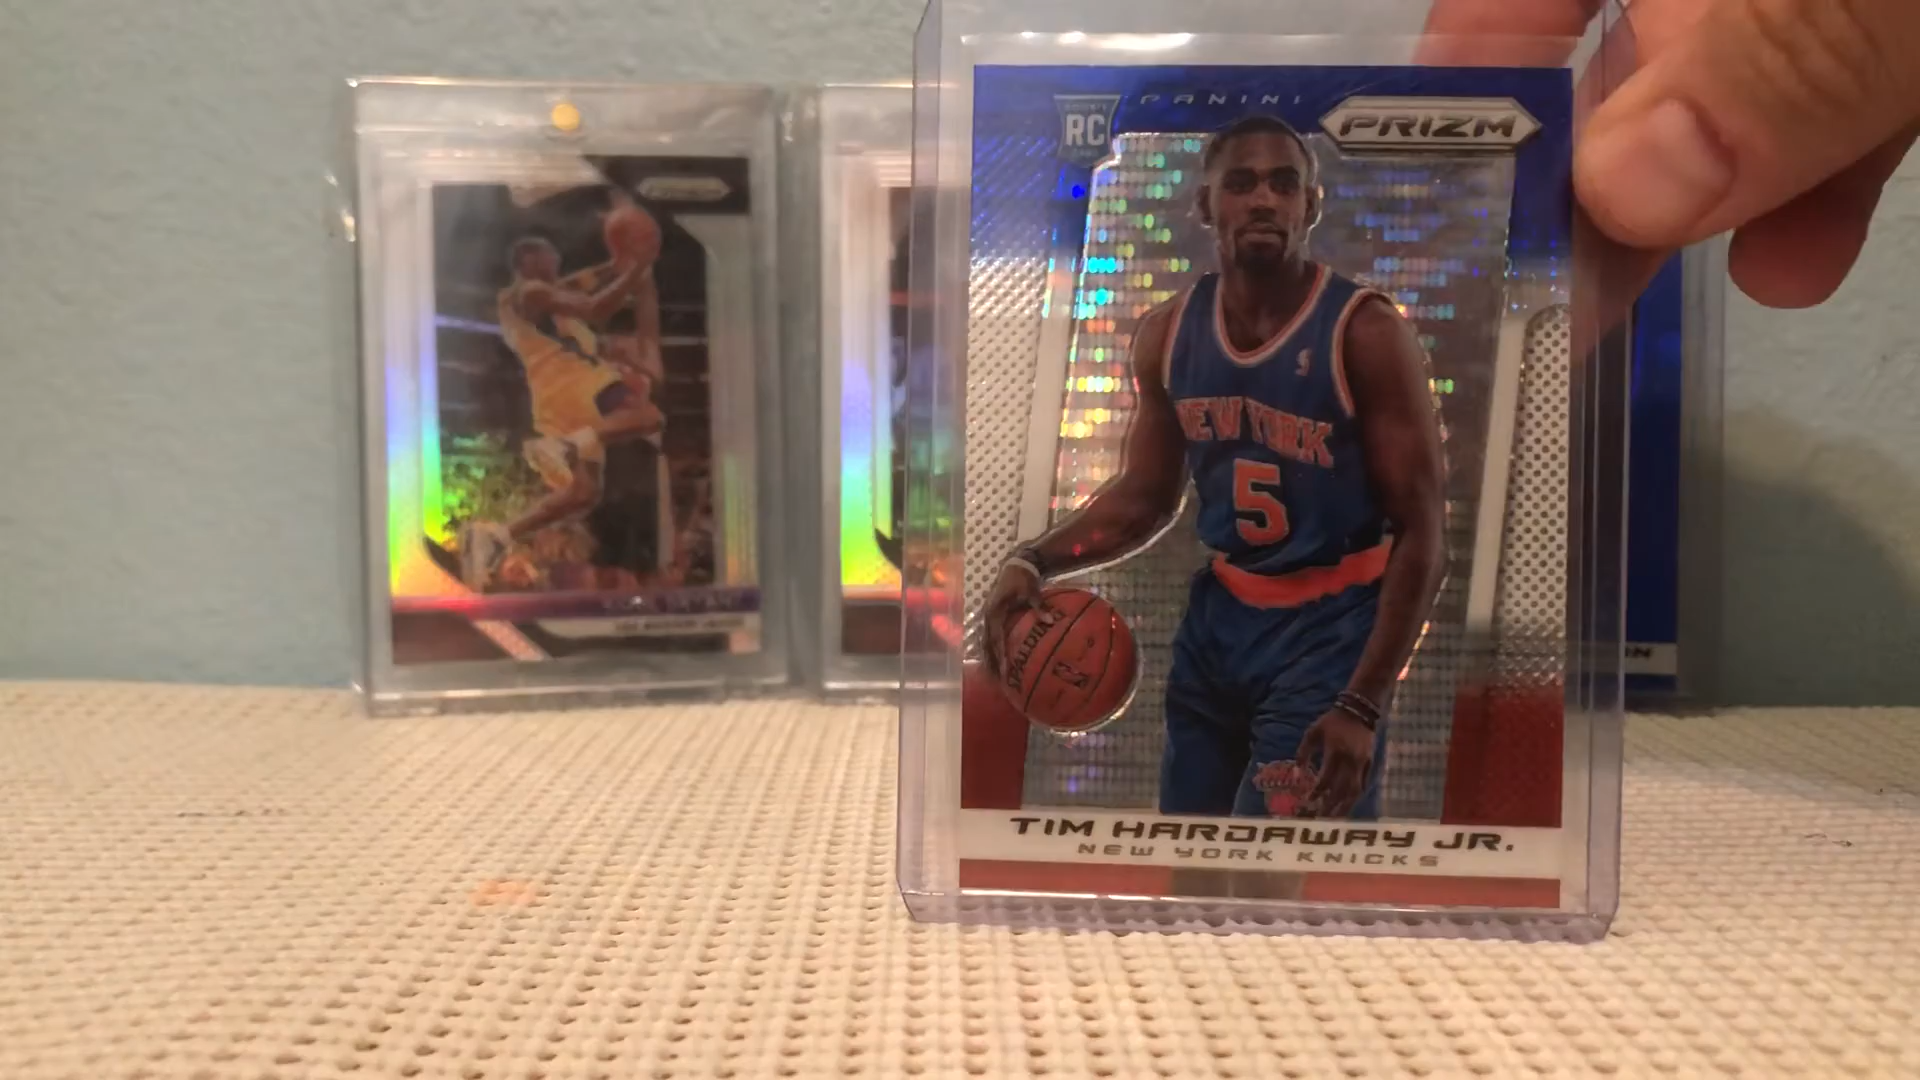 PANINI
RC
PRIZM
NEW YORK
5
SPALDING
TIM HARDAWAY JR.
NEW YORK KNICKS